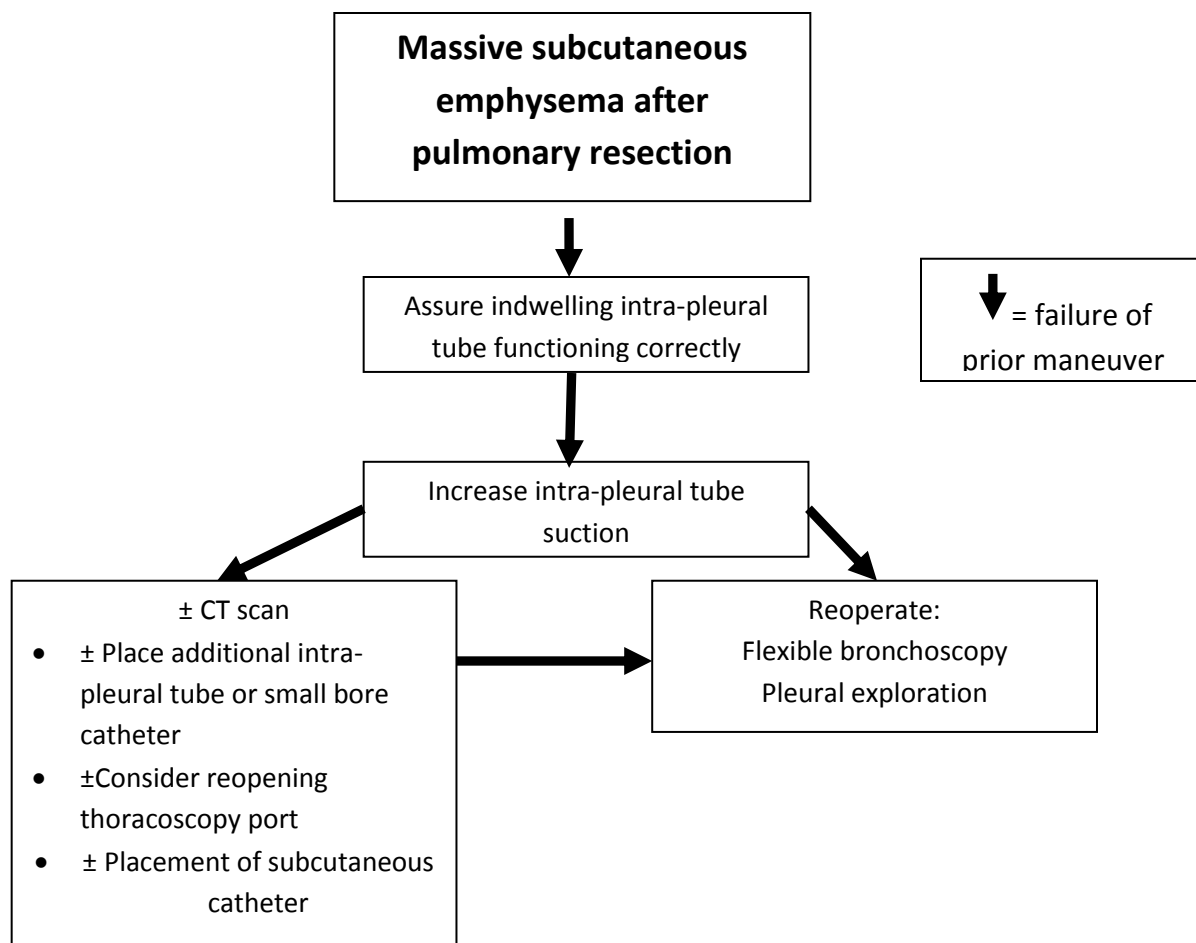 Massive subcutaneous
emphysema after
pulmonary resection
Assure indwelling intra-pleural
tube functioning correctly
= failure of
prior maneuver
Increase intra-pleural tube
suction
± CT scan
• ± Place additional intra-
pleural tube or small bore
catheter
• ±Consider reopening
thoracoscopy port
• ± Placement of subcutaneous
catheter
Reoperate:
Flexible bronchoscopy
Pleural exploration